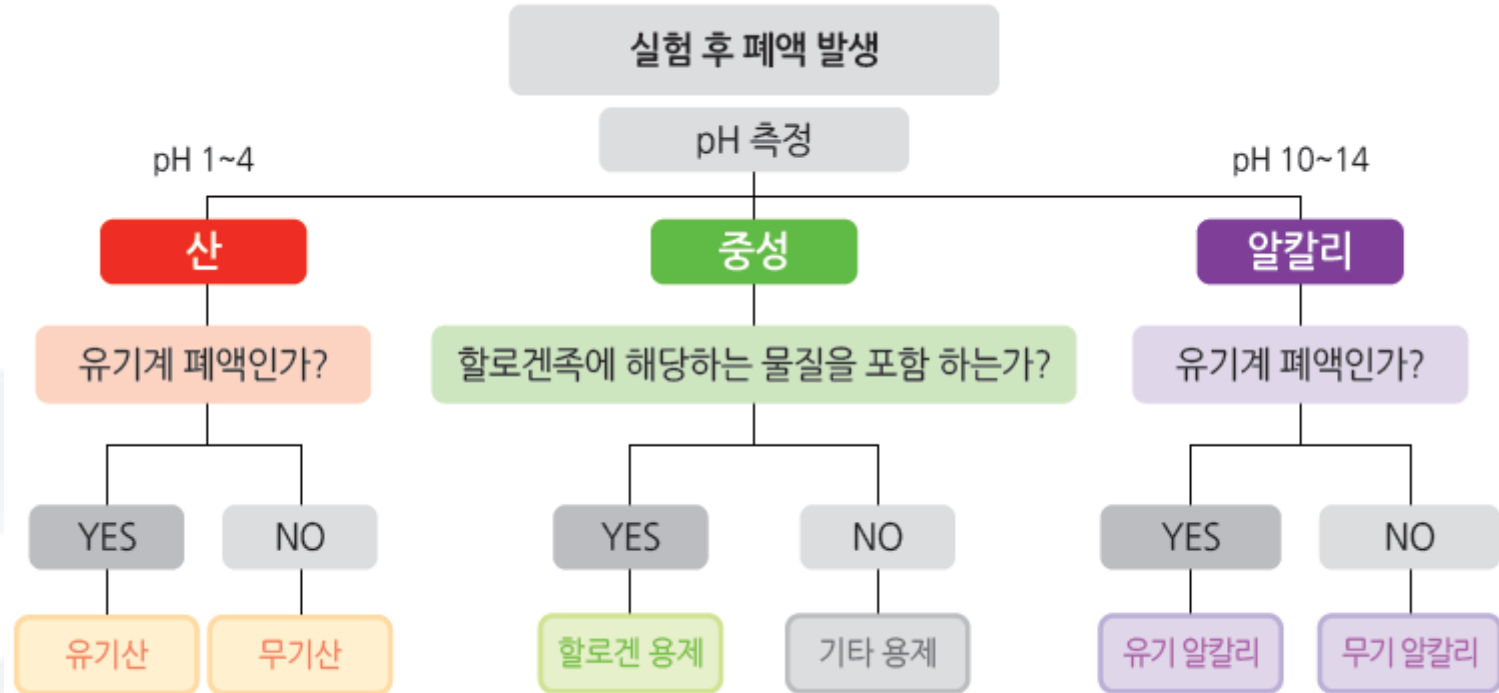 실험 후 폐액 발생
pH 측정
pH 1~4
pH 10~14
산
중성
알칼리
유기계 폐액인가?
할로겐족에 해당하는 물질을 포함 하는가?
유기계 폐액인가?
YES
NO
YES
NO
YES
NO
유기산
무기산
할로겐 용제
기타 용제
유기 알칼리
무기 알칼리